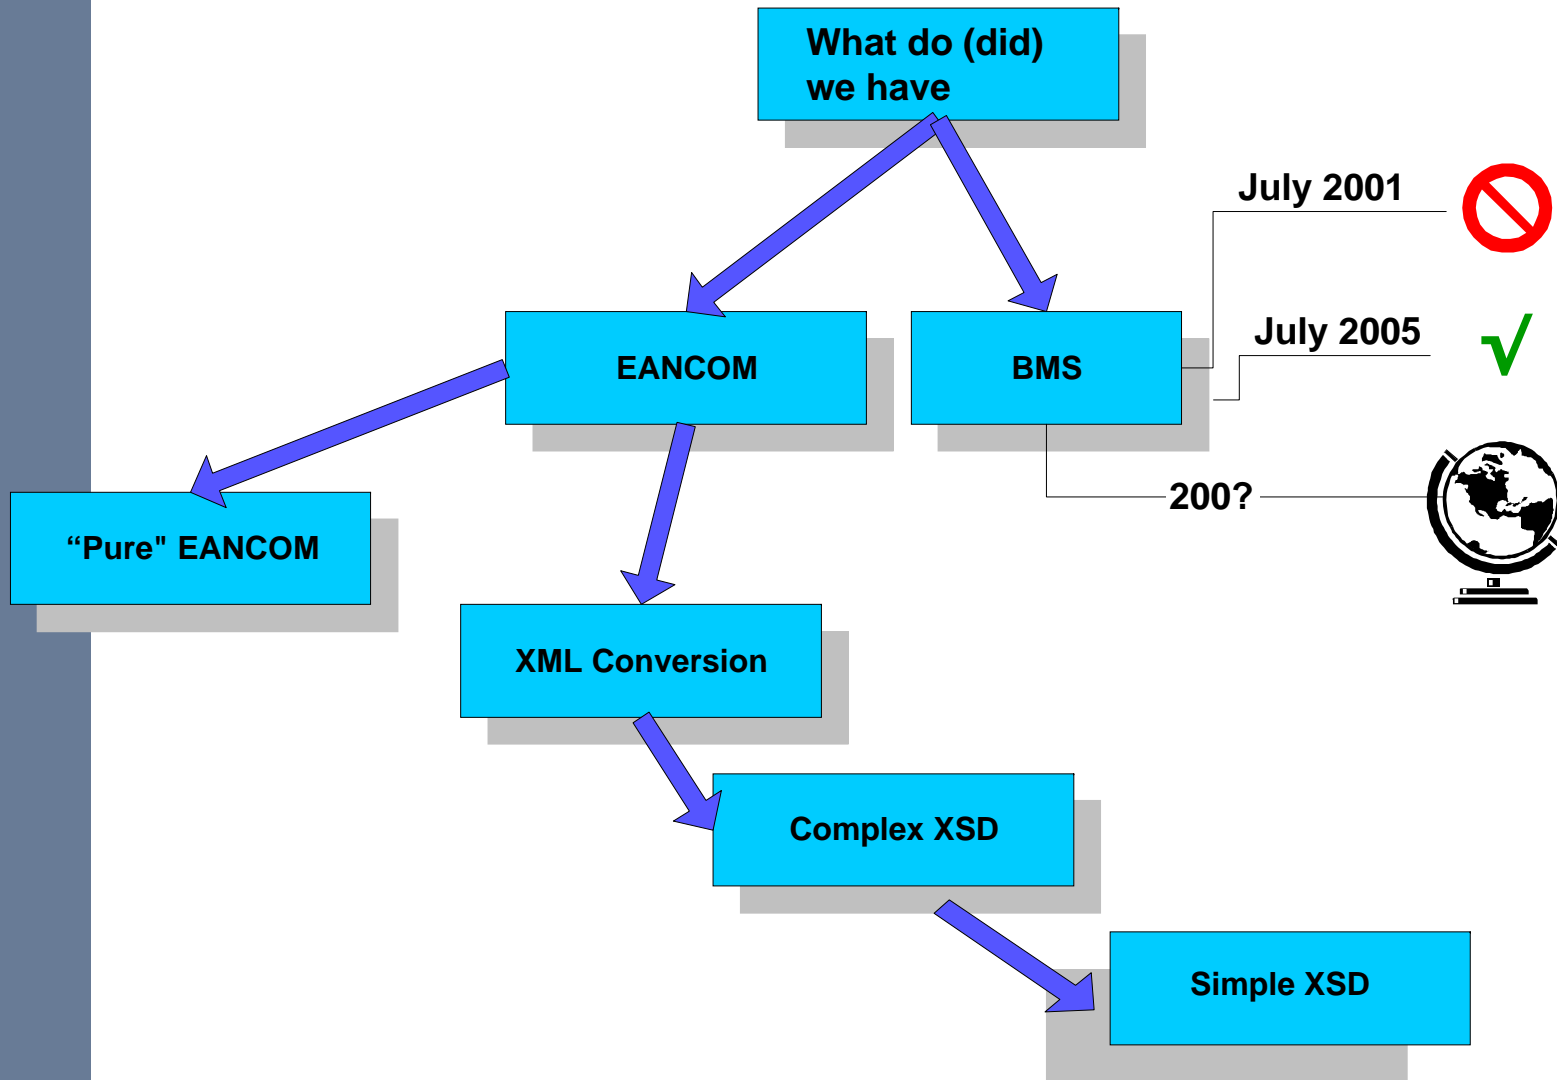 What do (did)
we have
July 2001
July 2005
√
EANCOM
BMS
200?
“Pure" EANCOM
XML Conversion
Complex XSD
Simple XSD